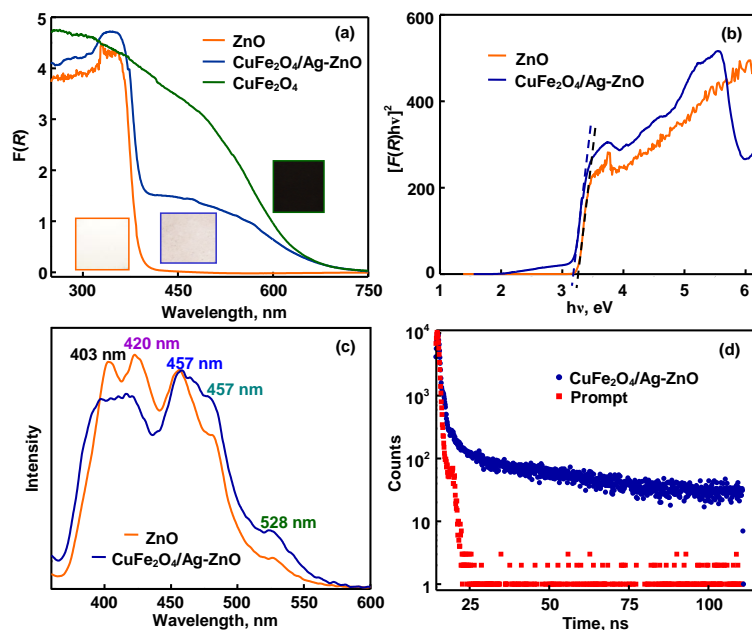 (a)
ZnO
CuFe₂O₄/Ag-ZnO
CuFe₂O₄
F(R)
5
4
3
2
1
0
300
450
600
750
Wavelength, nm
(b)
ZnO
CuFe₂O₄/Ag-ZnO
[F(R)hν]²
600
400
200
0
1
2
3
4
5
6
hν, eV
(c)
403 nm
420 nm
457 nm
457 nm
528 nm
ZnO
CuFe₂O₄/Ag-ZnO
Intensity
400
450
500
550
600
Wavelength, nm
(d)
CuFe₂O₄/Ag-ZnO
Prompt
Counts
10⁴
10³
10²
10
1
25
50
75
100
Time, ns